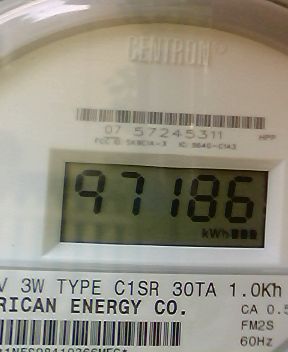 CENTRON®
07 57245311 HPP
97186
kWh
V 3W TYPE C1SR 30TA 1.0Kh
RICAN ENERGY CO. CA 0.5
FM2S
60Hz